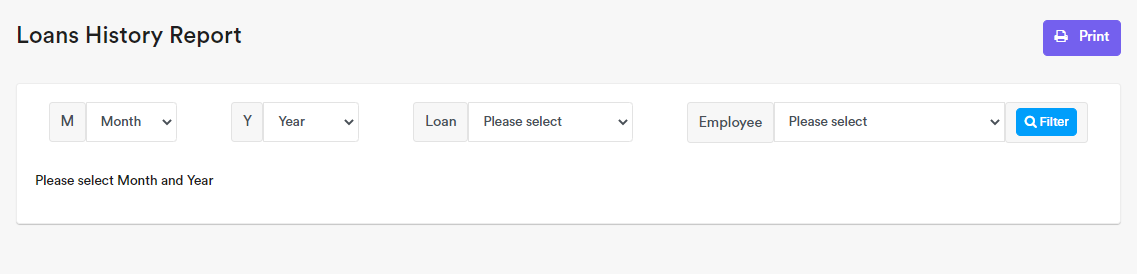 Loans History Report
Print
M Month Y Year Loan Please select Employee Please select Filter
Please select Month and Year